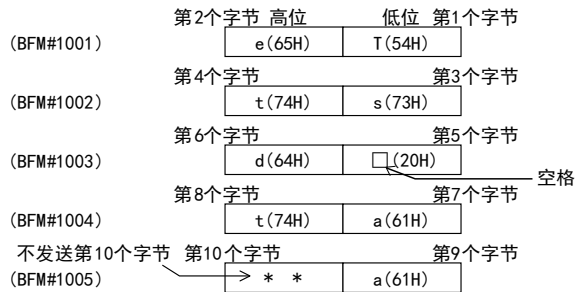 第2个字节 高位 低位 第1个字节
(BFM#1001) e(65H) T(54H)
第4个字节 第3个字节
(BFM#1002) t(74H) s(73H)
第6个字节 第5个字节
(BFM#1003) d(64H) □(20H)
空格
第8个字节 第7个字节
(BFM#1004) t(74H) a(61H)
不发送第10个字节 第10个字节 第9个字节
(BFM#1005) * * a(61H)